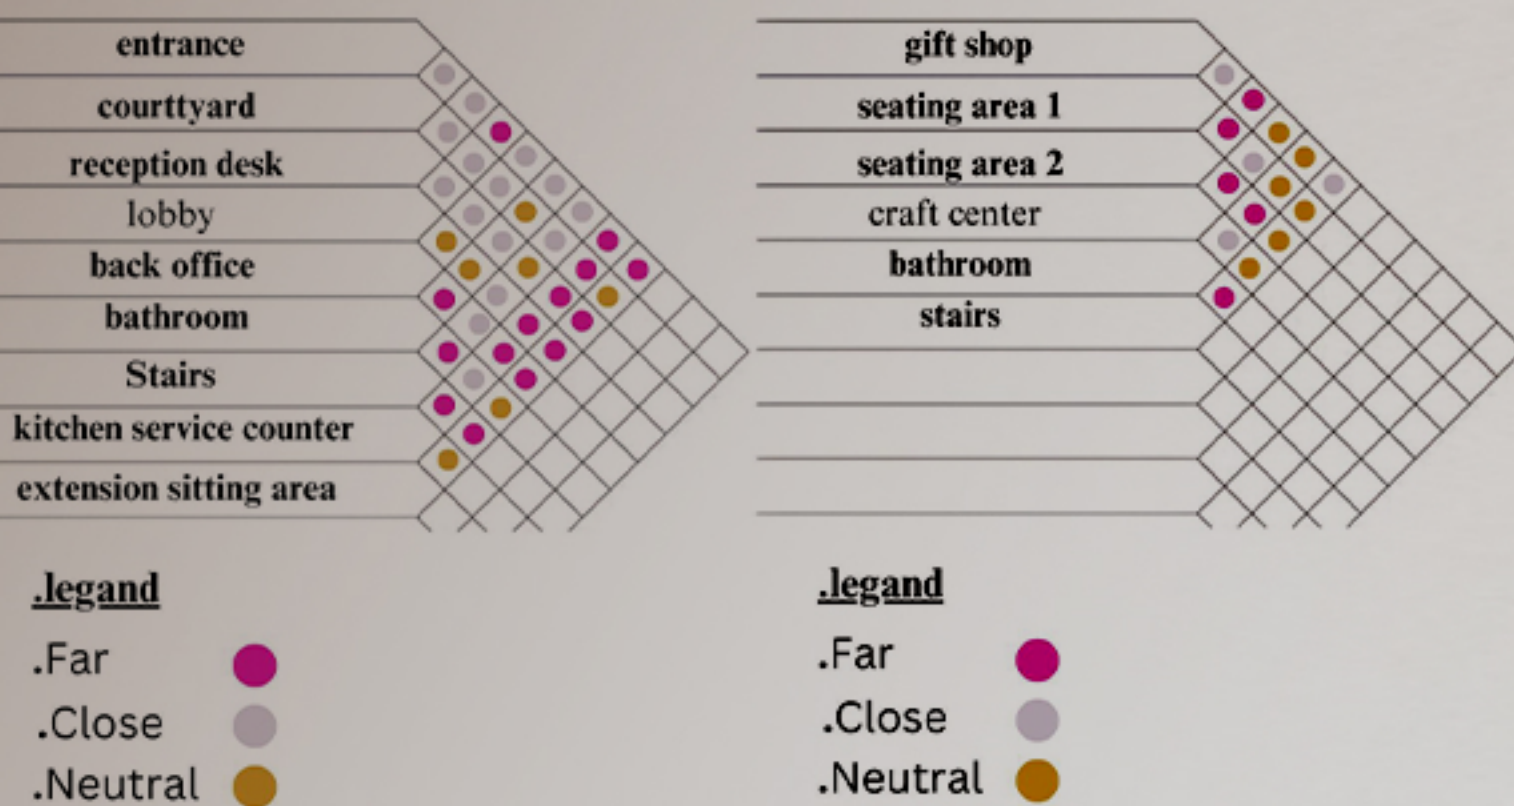 entrance
courttyard
reception desk
lobby
back office
bathroom
Stairs
kitchen service counter
extension sitting area
.legand
.Far
.Close
.Neutral
gift shop
seating area 1
seating area 2
craft center
bathroom
stairs
.legand
.Far
.Close
.Neutral